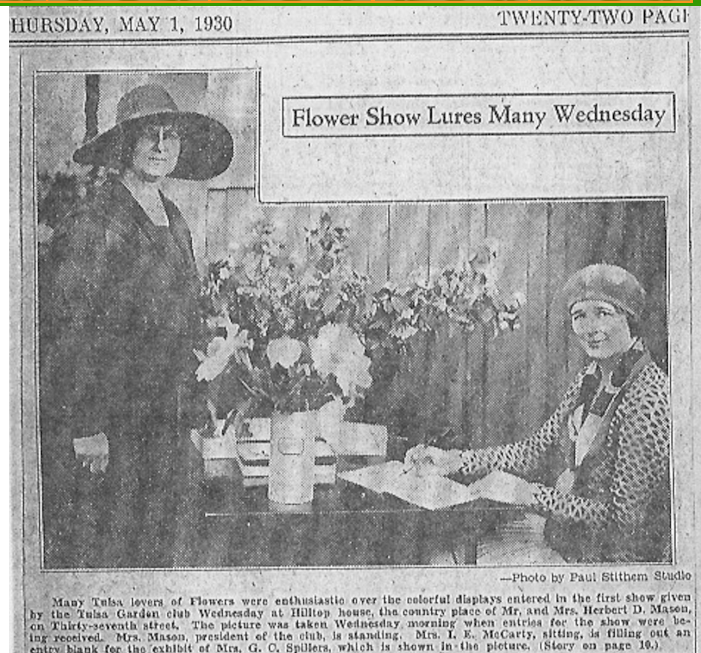 HURSDAY, MAY 1, 1930
TWENTY-TWO PAGE
Flower Show Lures Many Wednesday
—Photo by Paul Stithem Studio
Many Tulsa lovers of Flowers were enthusiastic over the colorful displays entered in the first show given
by the Tulsa Garden club Wednesday at Hilltop house, the country place of Mr. and Mrs. Herbert D. Mason,
on Thirty-seventh street. The picture was taken Wednesday morning when entries for the show were be-
ing received. Mrs. Mason, president of the club, is standing. Mrs. I. E. McCarty, sitting, is filling out an
entry blank for the exhibit of Mrs. G. C. Spillers, which is shown in the picture. (Story on page 10.)